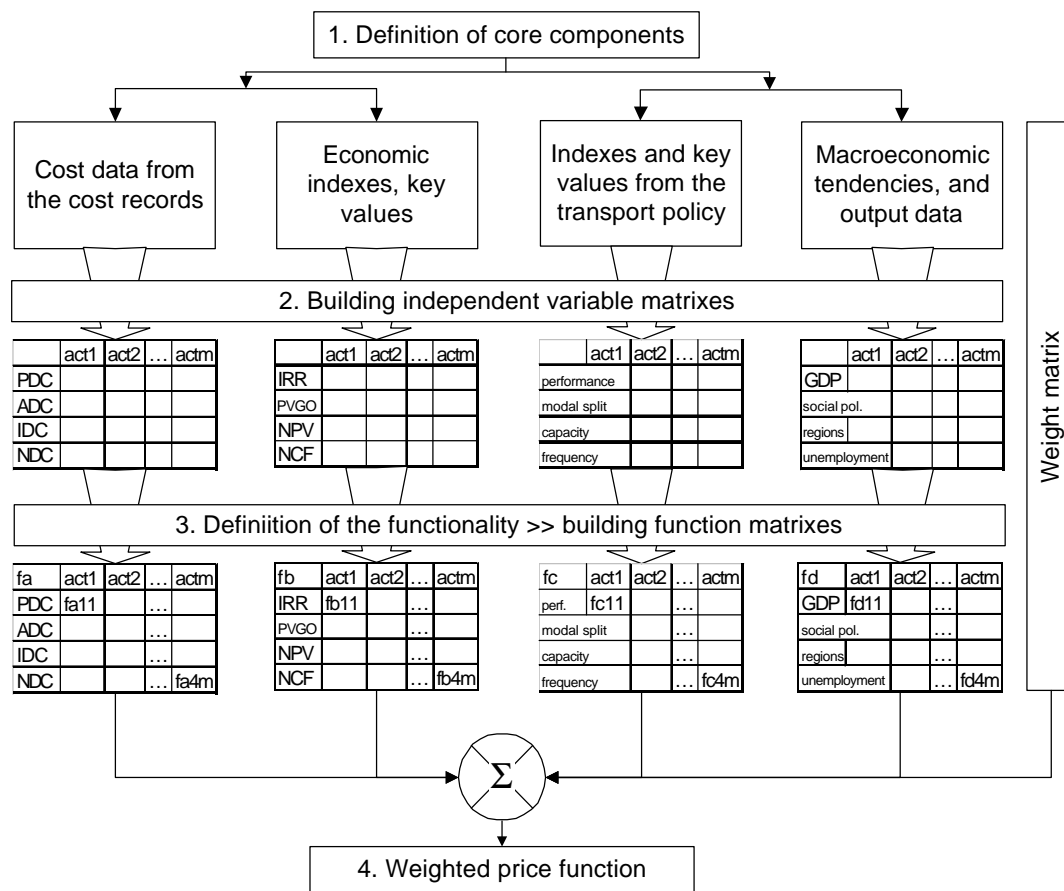 1. Definition of core components
Cost data from
the cost records
Economic
indexes, key
values
Indexes and key
values from the
transport policy
Macroeconomic
tendencies, and
output data
Weight matrix
2. Building independent variable matrixes
act1 act2 … actm
PDC
ADC
IDC
NDC
act1 act2 … actm
IRR
PVGO
NPV
NCF
act1 act2 … actm
performance
modal split
capacity
frequency
act1 act2 … actm
GDP
social pol.
regions
unemployment
3. Definiition of the functionality >> building function matrixes
fa act1 act2 … actm
PDC fa11 …
ADC …
IDC …
NDC … fa4m
fb act1 act2 … actm
IRR fb11 …
PVGO …
NPV …
NCF … fb4m
fc act1 act2 … actm
perf. fc11 …
modal split …
capacity …
frequency … fc4m
fd act1 act2 … actm
GDP fd11 …
social pol. …
regions …
unemployment … fd4m
Σ
4. Weighted price function